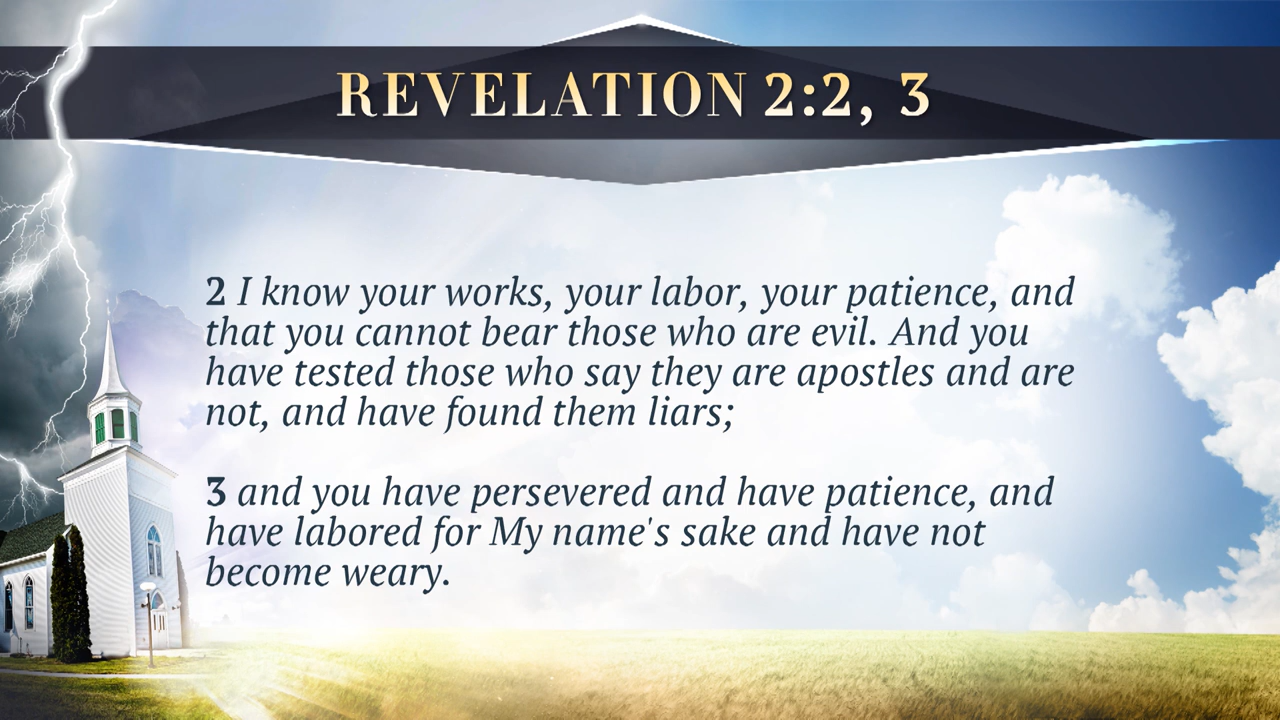 REVELATION 2:2, 3
2 I know your works, your labor, your patience, and
that you cannot bear those who are evil. And you
have tested those who say they are apostles and are
not, and have found them liars;
3 and you have persevered and have patience, and
have labored for My name's sake and have not
become weary.